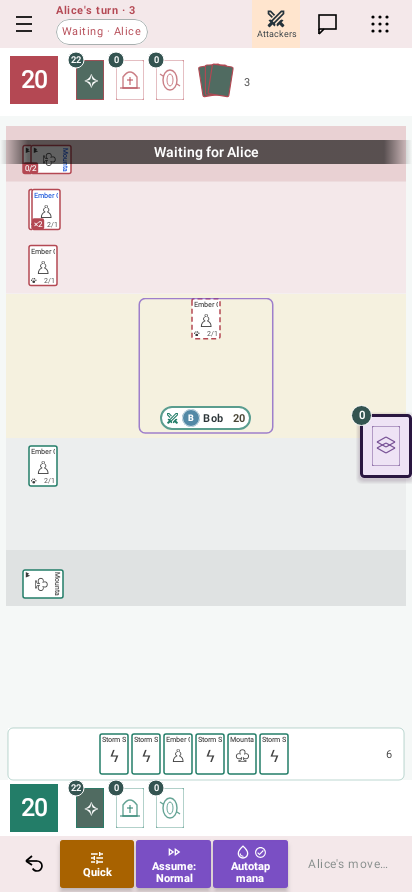 Alice's turn · 3
Waiting · Alice
Attackers
20
22
0
0
3
Waiting for Alice
0/2
Mounta
Ember (
×2
2/1
Ember (
2/1
Ember (
2/1
B
Bob
20
0
Ember (
2/1
Mounta
Storm S
Storm S
Ember (
Storm S
Mounta
Storm S
6
20
22
0
0
Quick
Assume:
Normal
Autotap
mana
Alice's move…